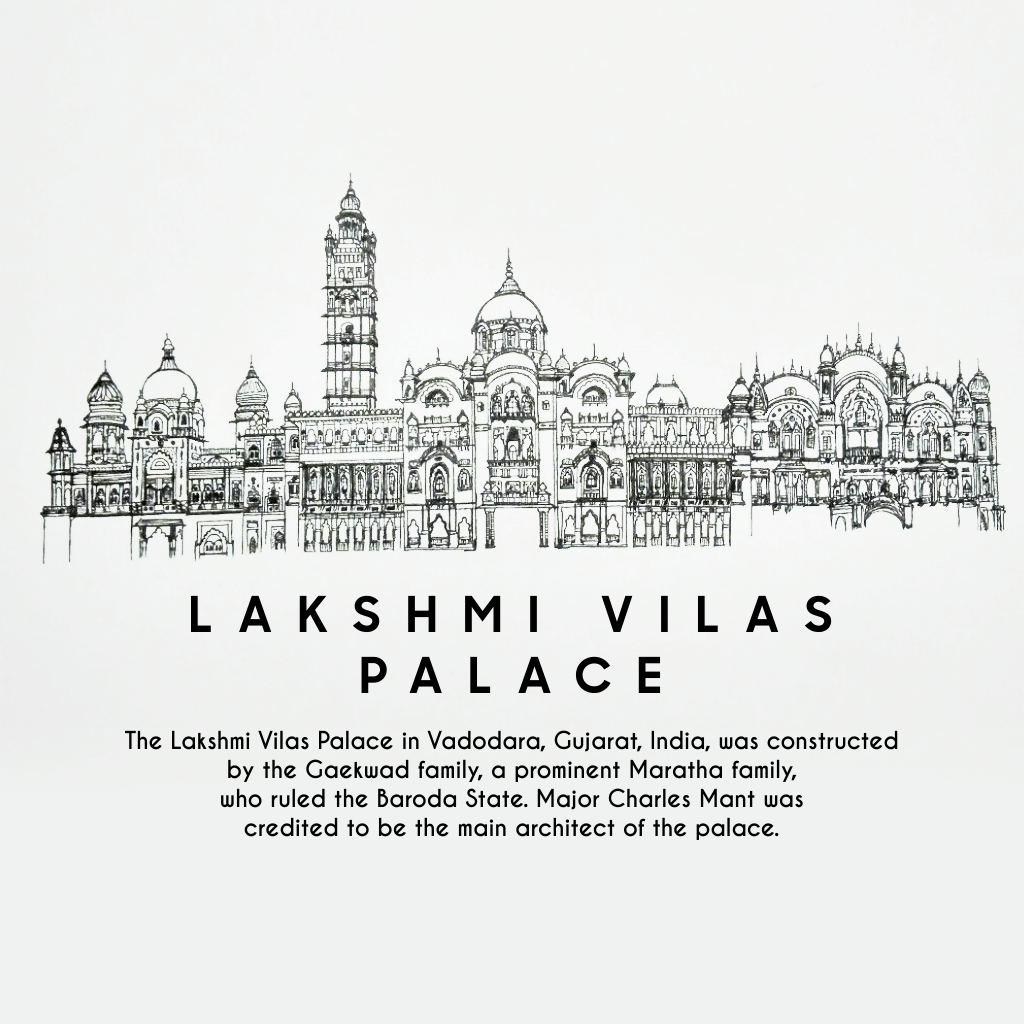 LAKSHMI VILAS
PALACE
The Lakshmi Vilas Palace in Vadodara, Gujarat, India, was constructed
by the Gaekwad family, a prominent Maratha family,
who ruled the Baroda State. Major Charles Mant was
credited to be the main architect of the palace.